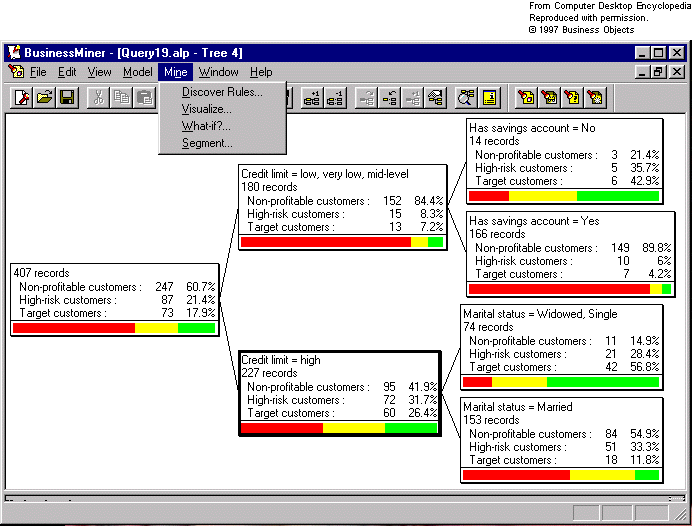 From Computer Desktop Encyclopedia
Reproduced with permission.
© 1997 Business Objects
BusinessMiner - [Query19.alp - Tree 4]
File Edit View Model Mine Window Help
Discover Rules...
Visualize...
What-if?...
Segment...
407 records
Non-profitable customers : 247 60.7%
High-risk customers : 87 21.4%
Target customers : 73 17.9%
Credit limit = low, very low, mid-level
180 records
Non-profitable customers : 152 84.4%
High-risk customers : 15 8.3%
Target customers : 13 7.2%
Credit limit = high
227 records
Non-profitable customers : 95 41.9%
High-risk customers : 72 31.7%
Target customers : 60 26.4%
Has savings account = No
14 records
Non-profitable customers : 3 21.4%
High-risk customers : 5 35.7%
Target customers : 6 42.9%
Has savings account = Yes
166 records
Non-profitable customers : 149 89.8%
High-risk customers : 10 6%
Target customers : 7 4.2%
Marital status = Widowed, Single
74 records
Non-profitable customers : 11 14.9%
High-risk customers : 21 28.4%
Target customers : 42 56.8%
Marital status = Married
153 records
Non-profitable customers : 84 54.9%
High-risk customers : 51 33.3%
Target customers : 18 11.8%